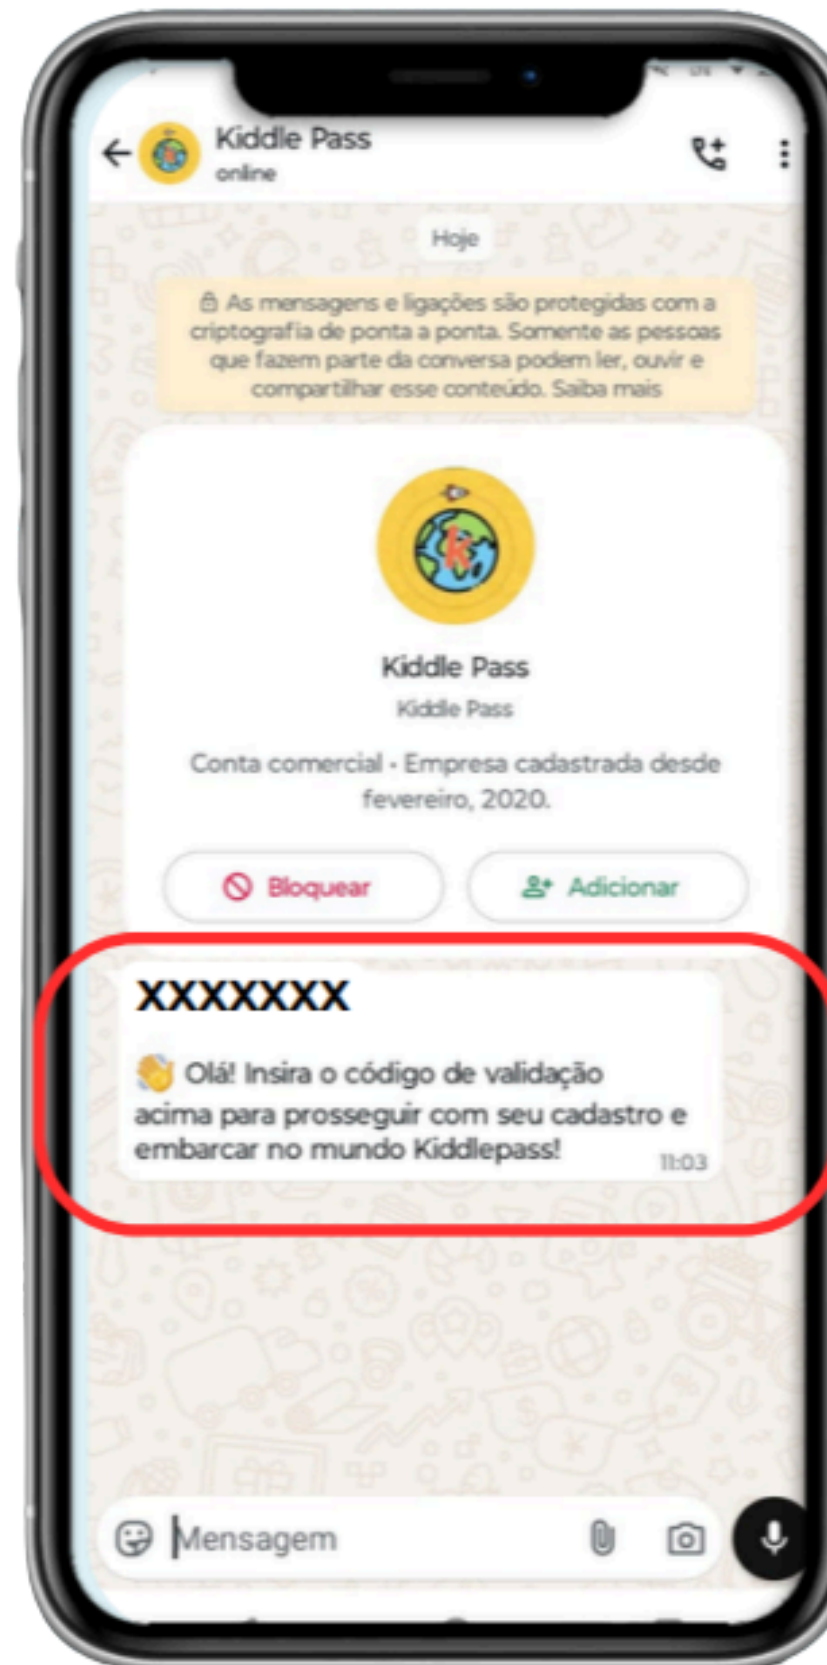 Kiddle Pass
online
Hoje
As mensagens e ligações são protegidas com a
criptografia de ponta a ponta. Somente as pessoas
que fazem parte da conversa podem ler, ouvir e
compartilhar esse conteúdo. Saiba mais
k
Kiddle Pass
Kiddle Pass
Conta comercial • Empresa cadastrada desde
fevereiro, 2020.
Bloquear
Adicionar
XXXXXXX
👋 Olá! Insira o código de validação
acima para prosseguir com seu cadastro e
embarcar no mundo Kiddlepass!
11:03
Mensagem